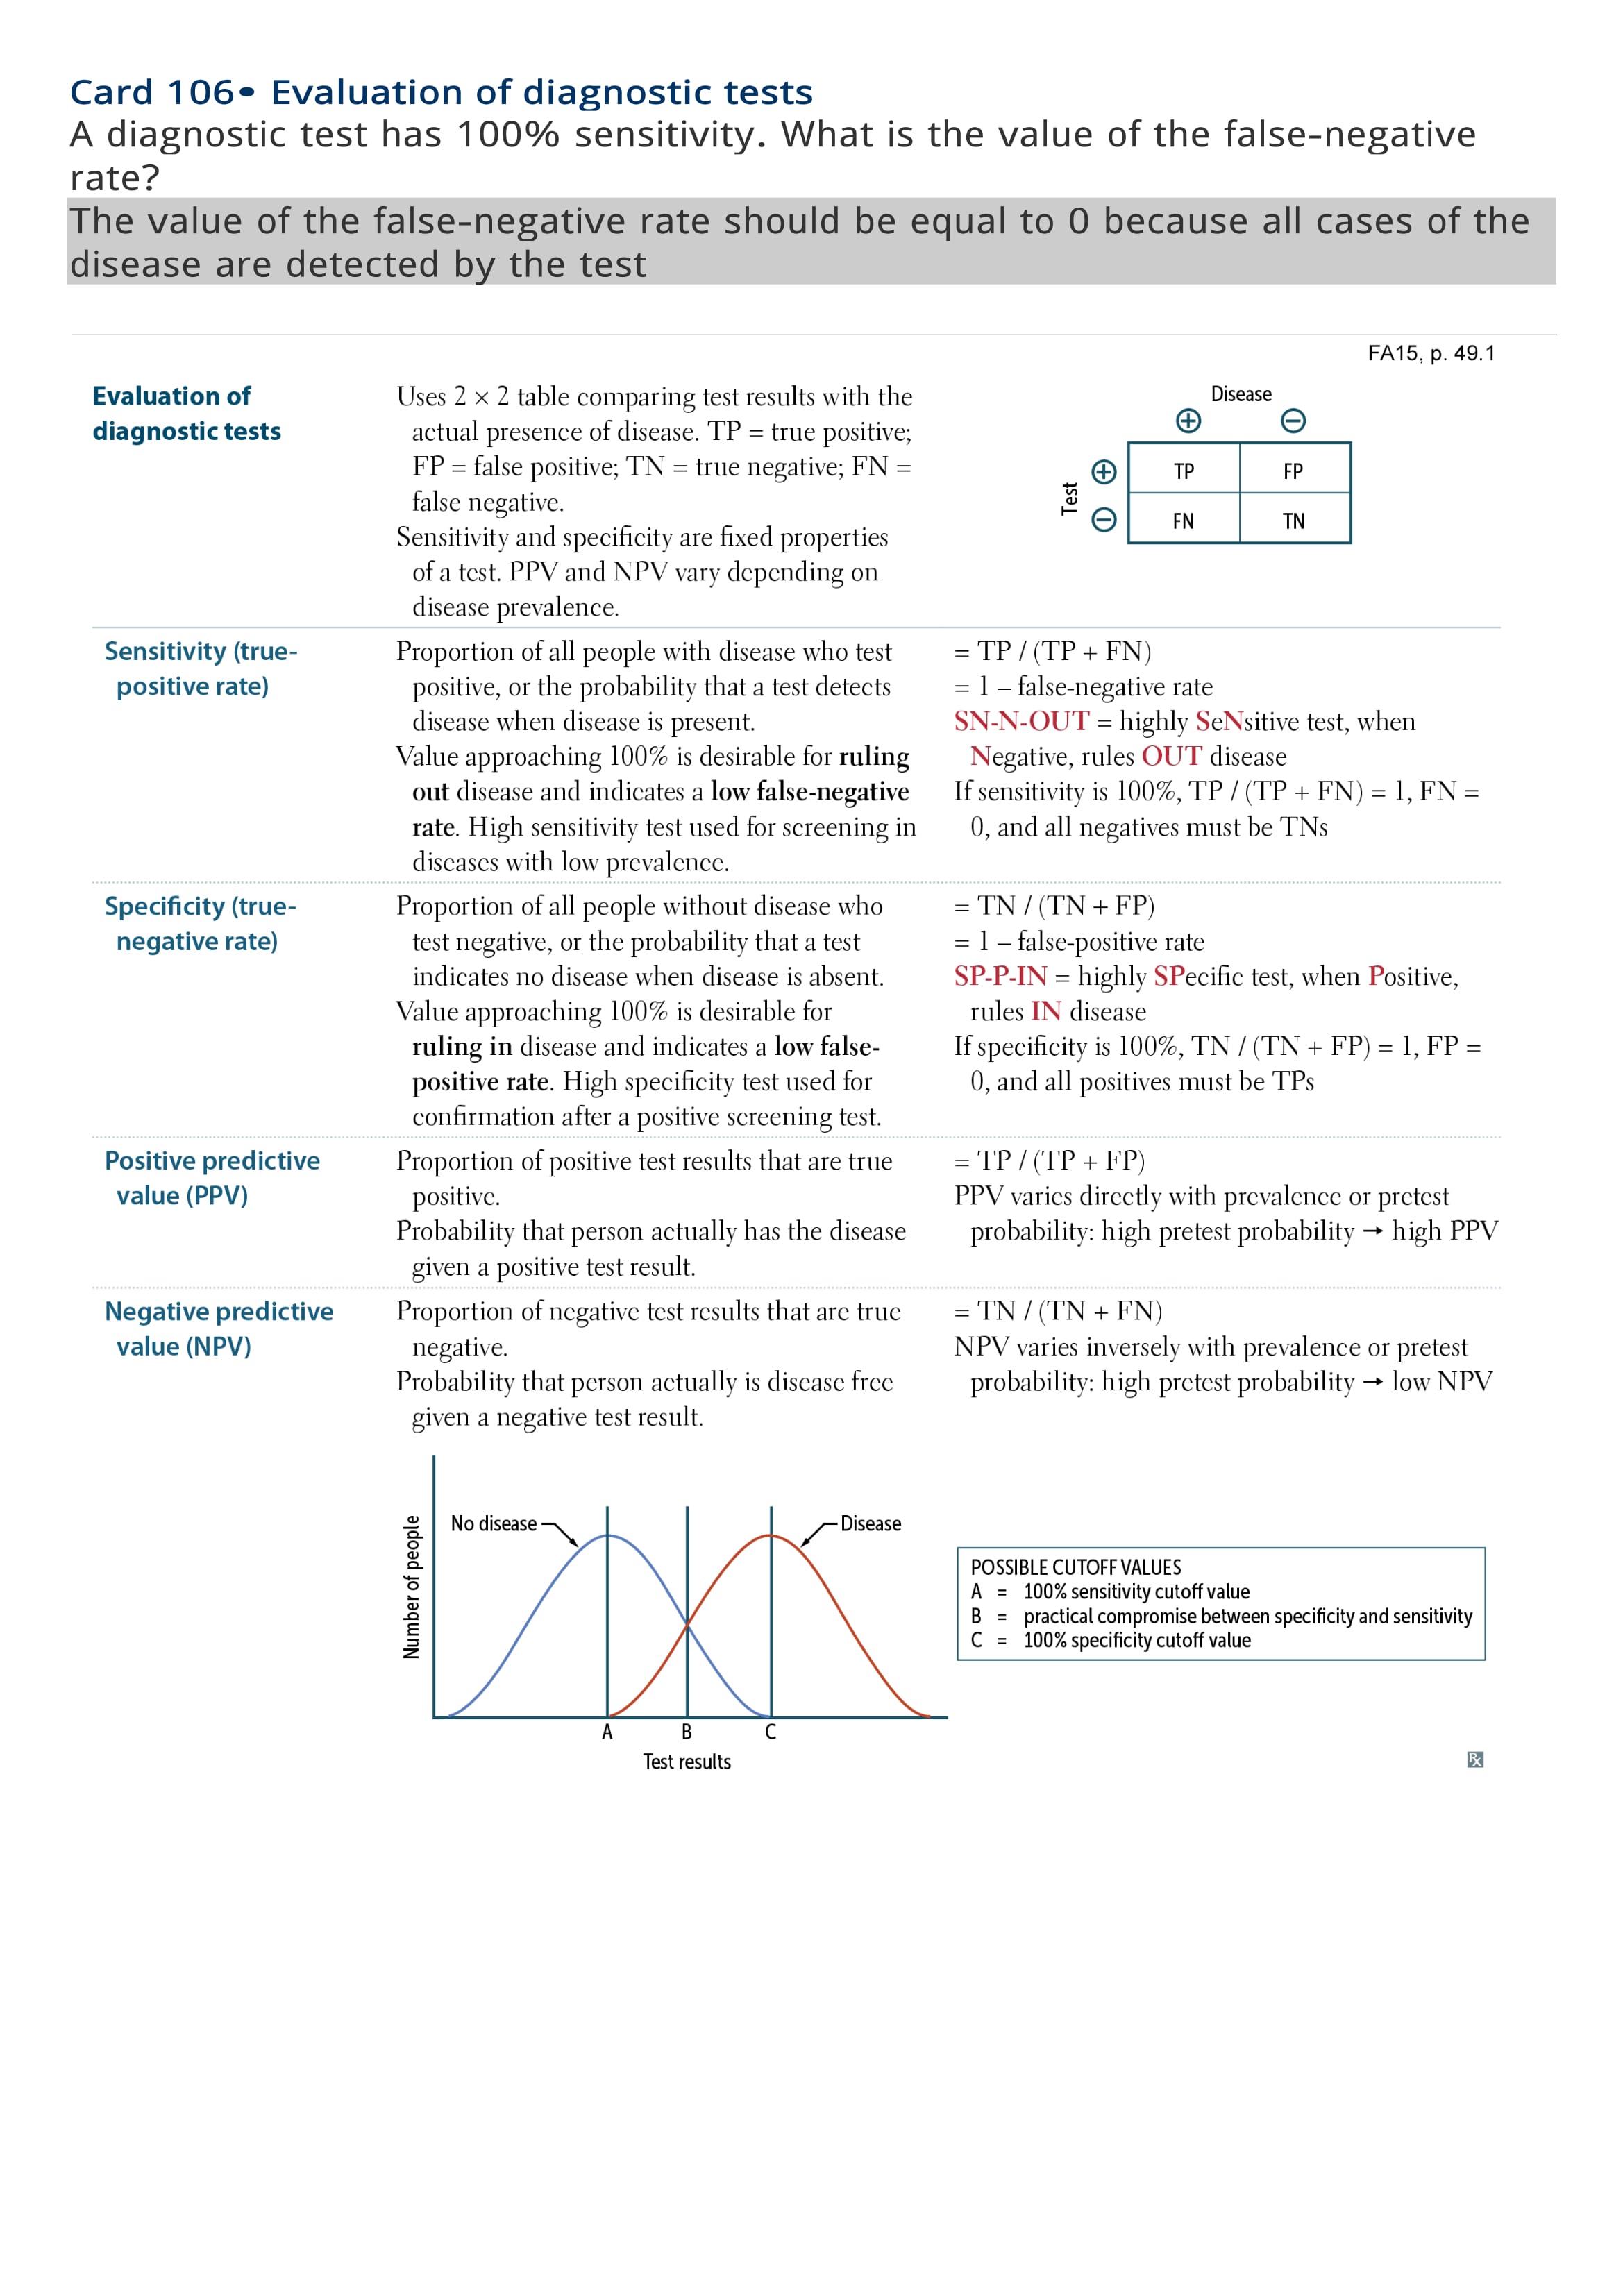 Card 106• Evaluation of diagnostic tests
A diagnostic test has 100% sensitivity. What is the value of the false-negative
rate?
The value of the false-negative rate should be equal to 0 because all cases of the
disease are detected by the test
FA15, p. 49.1
Evaluation of
diagnostic tests
Uses 2 × 2 table comparing test results with the
actual presence of disease. TP = true positive;
FP = false positive; TN = true negative; FN =
false negative.
Sensitivity and specificity are fixed properties
of a test. PPV and NPV vary depending on
disease prevalence.
Disease
⊕ ⊖
Test
⊕ TP FP
⊖ FN TN
Sensitivity (true-
positive rate)
Proportion of all people with disease who test
positive, or the probability that a test detects
disease when disease is present.
Value approaching 100% is desirable for ruling
out disease and indicates a low false-negative
rate. High sensitivity test used for screening in
diseases with low prevalence.
= TP / (TP + FN)
= 1 – false-negative rate
SN-N-OUT = highly SeNsitive test, when
Negative, rules OUT disease
If sensitivity is 100%, TP / (TP + FN) = 1, FN =
0, and all negatives must be TNs
Specificity (true-
negative rate)
Proportion of all people without disease who
test negative, or the probability that a test
indicates no disease when disease is absent.
Value approaching 100% is desirable for
ruling in disease and indicates a low false-
positive rate. High specificity test used for
confirmation after a positive screening test.
= TN / (TN + FP)
= 1 – false-positive rate
SP-P-IN = highly SPecific test, when Positive,
rules IN disease
If specificity is 100%, TN / (TN + FP) = 1, FP =
0, and all positives must be TPs
Positive predictive
value (PPV)
Proportion of positive test results that are true
positive.
Probability that person actually has the disease
given a positive test result.
= TP / (TP + FP)
PPV varies directly with prevalence or pretest
probability: high pretest probability → high PPV
Negative predictive
value (NPV)
Proportion of negative test results that are true
negative.
Probability that person actually is disease free
given a negative test result.
= TN / (TN + FN)
NPV varies inversely with prevalence or pretest
probability: high pretest probability → low NPV
Number of people
No disease
Disease
A B C
Test results
POSSIBLE CUTOFF VALUES
A = 100% sensitivity cutoff value
B = practical compromise between specificity and sensitivity
C = 100% specificity cutoff value
Rx